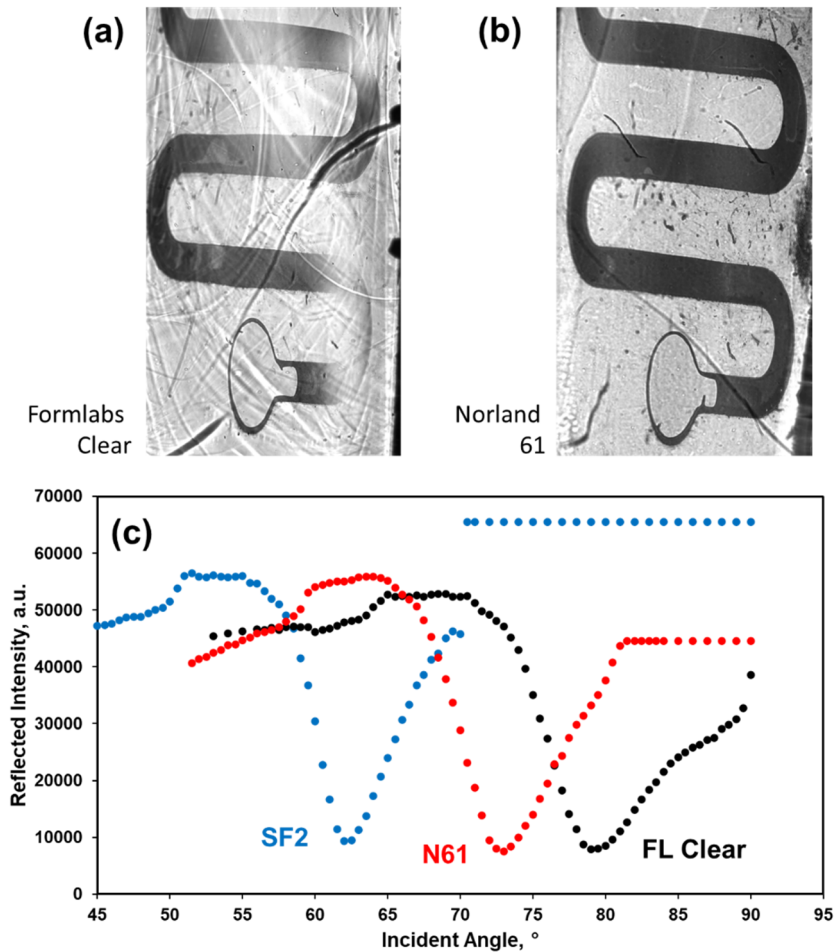 (a)
(b)
Formlabs
Clear
Norland
61
(c)
70000
60000
50000
40000
30000
20000
10000
0
Reflected Intensity, a.u.
SF2
N61
FL Clear
45 50 55 60 65 70 75 80 85 90 95
Incident Angle, °